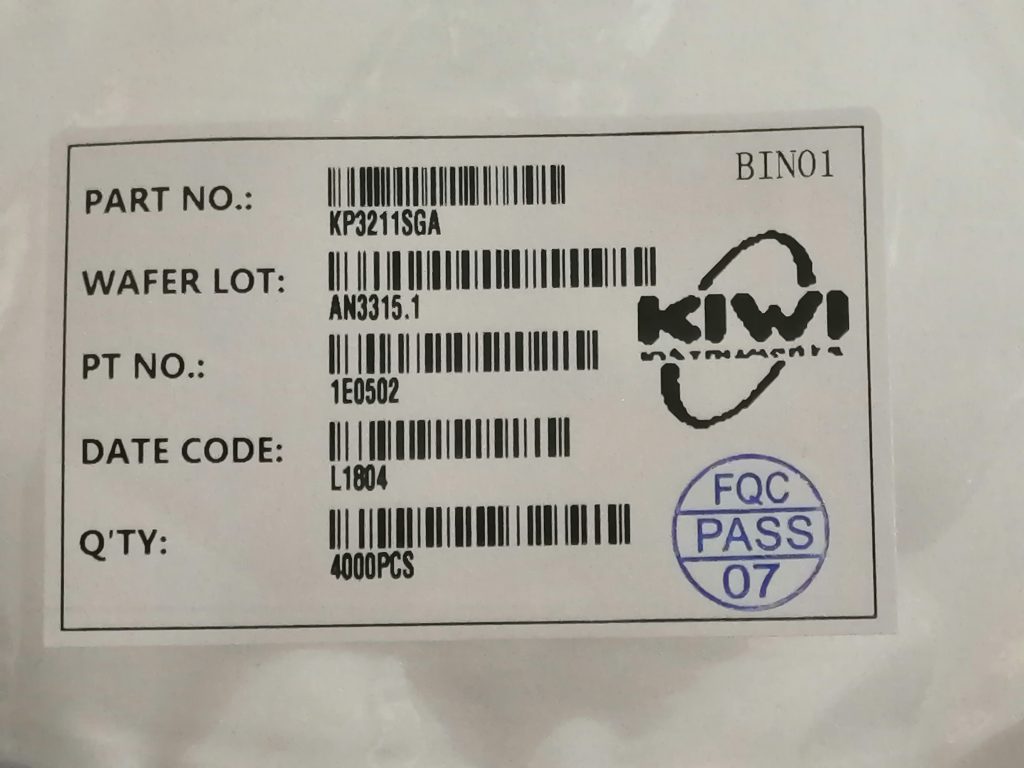 BIN01
PART NO.:
KP3211SGA
WAFER LOT:
AN3315.1
KIWI
PT NO.:
1E0502
DATE CODE:
L1804
Q'TY:
4000PCS
FQC
PASS
07